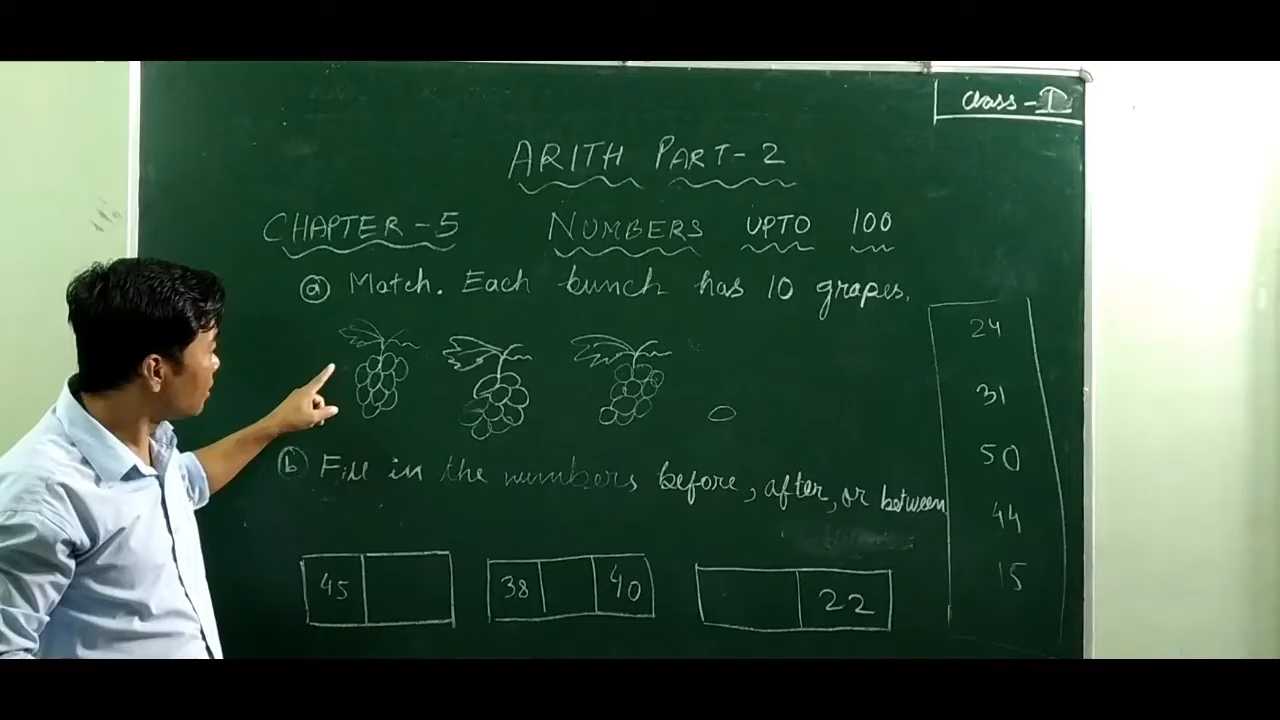 Class - I
ARITH PART-2
CHAPTER-5 NUMBERS UPTO 100
a Match. Each bunch has 10 grapes.
24
31
50
44
15
b Fill in the numbers before, after, or between
45
38 40
22